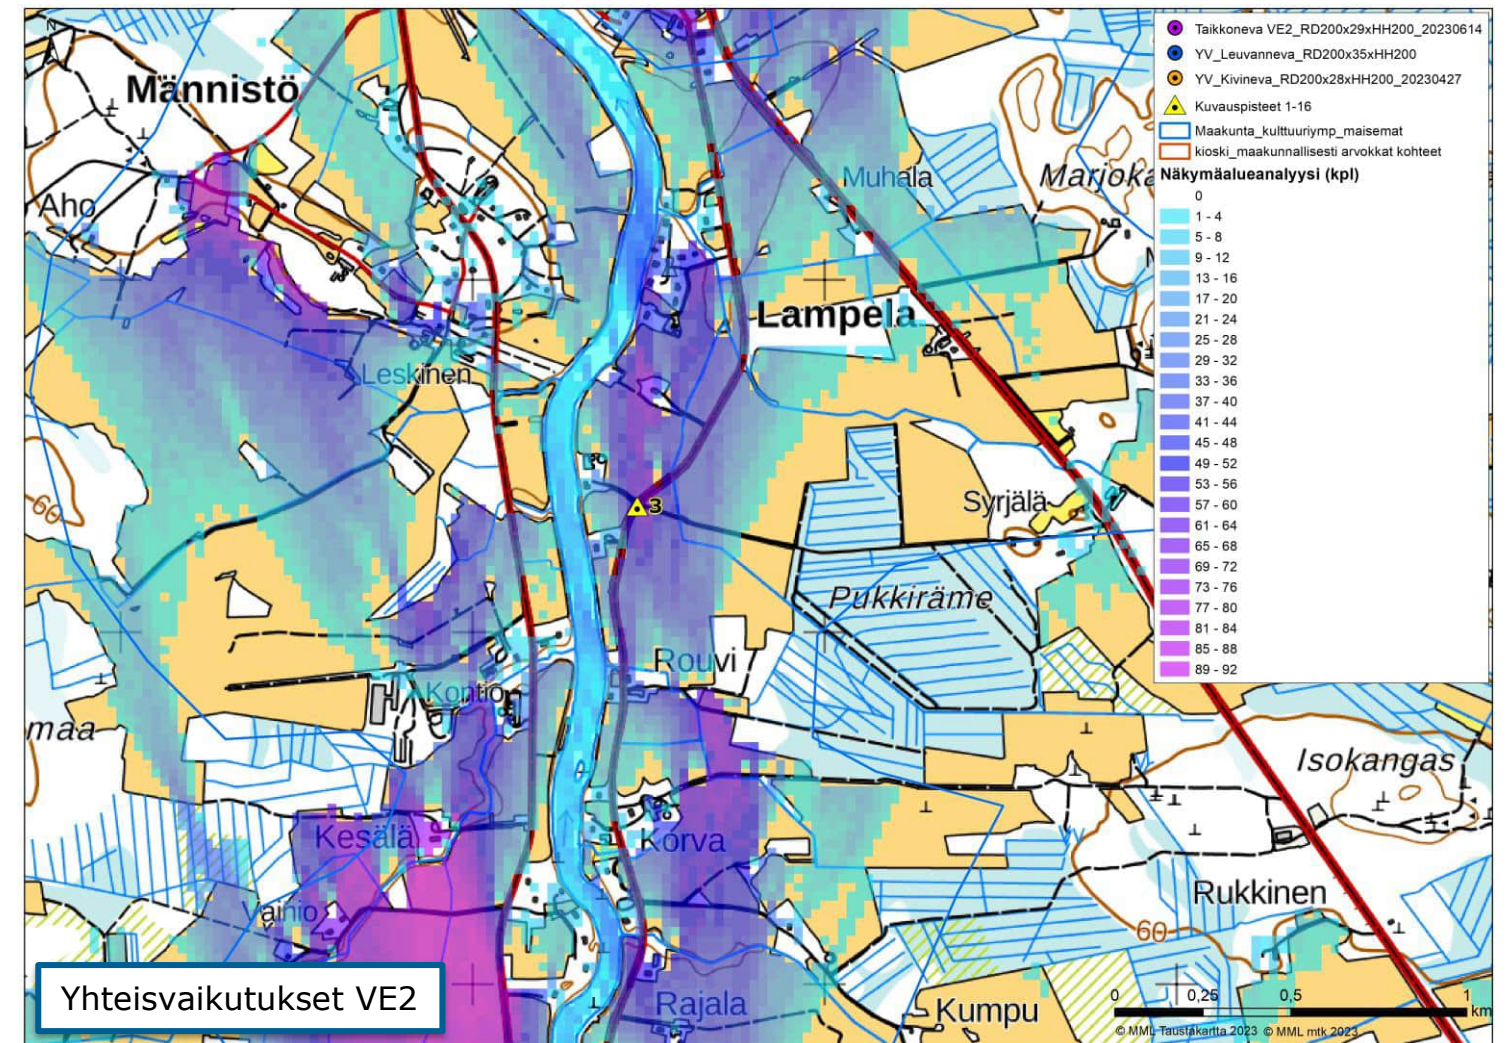 Taikkoneva VE2_RD200x29xHH200_20230614
YV_Leuvanneva_RD200x35xHH200
YV_Kivineva_RD200x28xHH200_20230427
Kuvauspisteet 1-16
Maakunta_kulttuuriymp_maisemat
kioski_maakunnallisesti arvokkat kohteet
Näkymäalueanalyysi (kpl)
0
1 - 4
5 - 8
9 - 12
13 - 16
17 - 20
21 - 24
25 - 28
29 - 32
33 - 36
37 - 40
41 - 44
45 - 48
49 - 52
53 - 56
57 - 60
61 - 64
65 - 68
69 - 72
73 - 76
77 - 80
81 - 84
85 - 88
89 - 92
Männistö
Muhala
Aho
Lampela
Leskinen
60
3
Syrjälä
Pukkiräme
Rouvi
Kontio
maa
Isokangas
Kesälä
Korva
Rukkinen
Vainio
60
Rajala
Kumpu
Yhteisvaikutukset VE2
0 0,25 0,5 1
km
© MML Taustakartta 2023 © MML mtk 2023